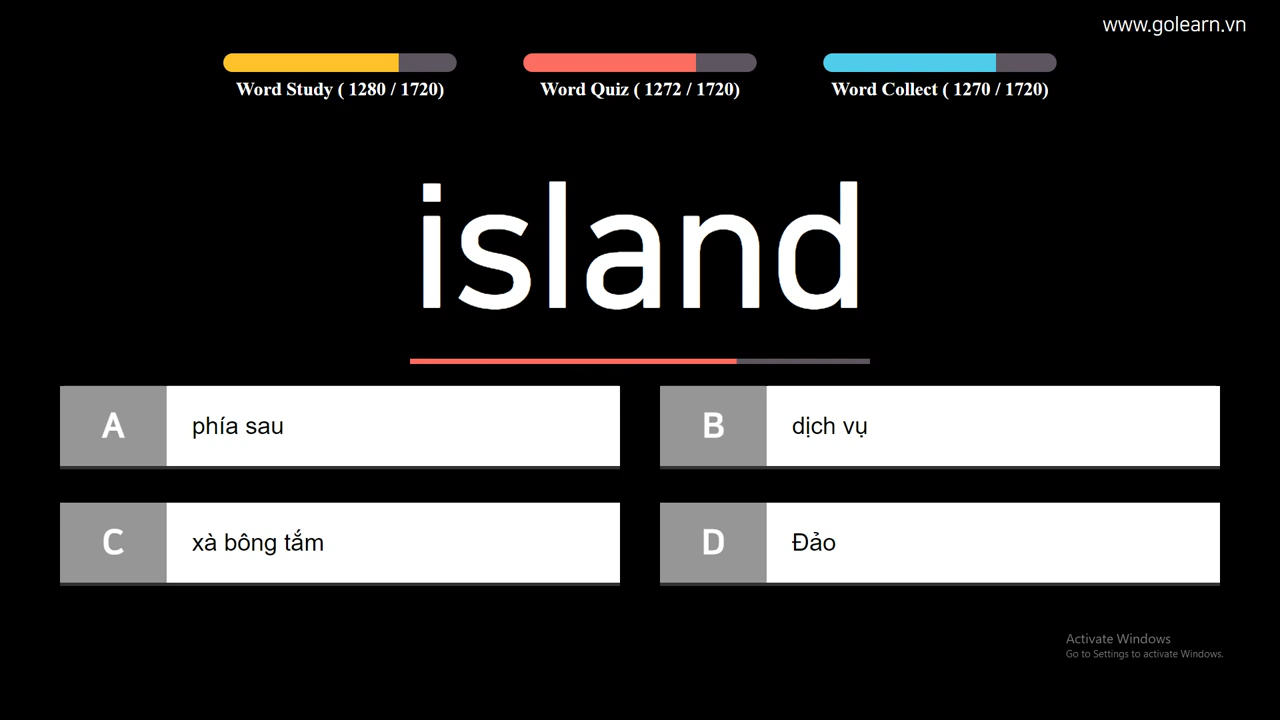 www.golearn.vn
Word Study ( 1280 / 1720)
Word Quiz ( 1272 / 1720)
Word Collect ( 1270 / 1720)
island
A phía sau
B dịch vụ
C xà bông tắm
D Đảo
Activate Windows
Go to Settings to activate Windows.